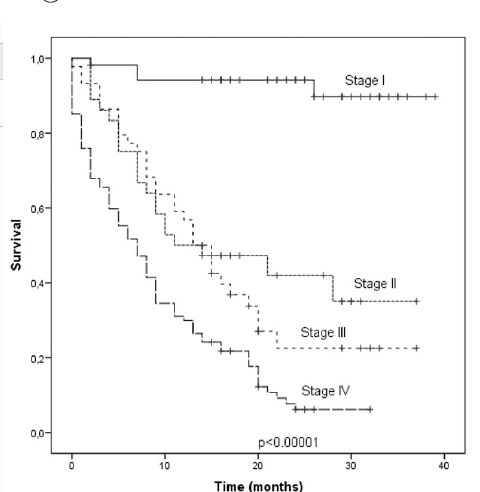 1,0
0,8
0,6
0,4
0,2
0,0
Survival
Stage I
Stage II
Stage III
Stage IV
p<0.00001
0 10 20 30 40
Time (months)